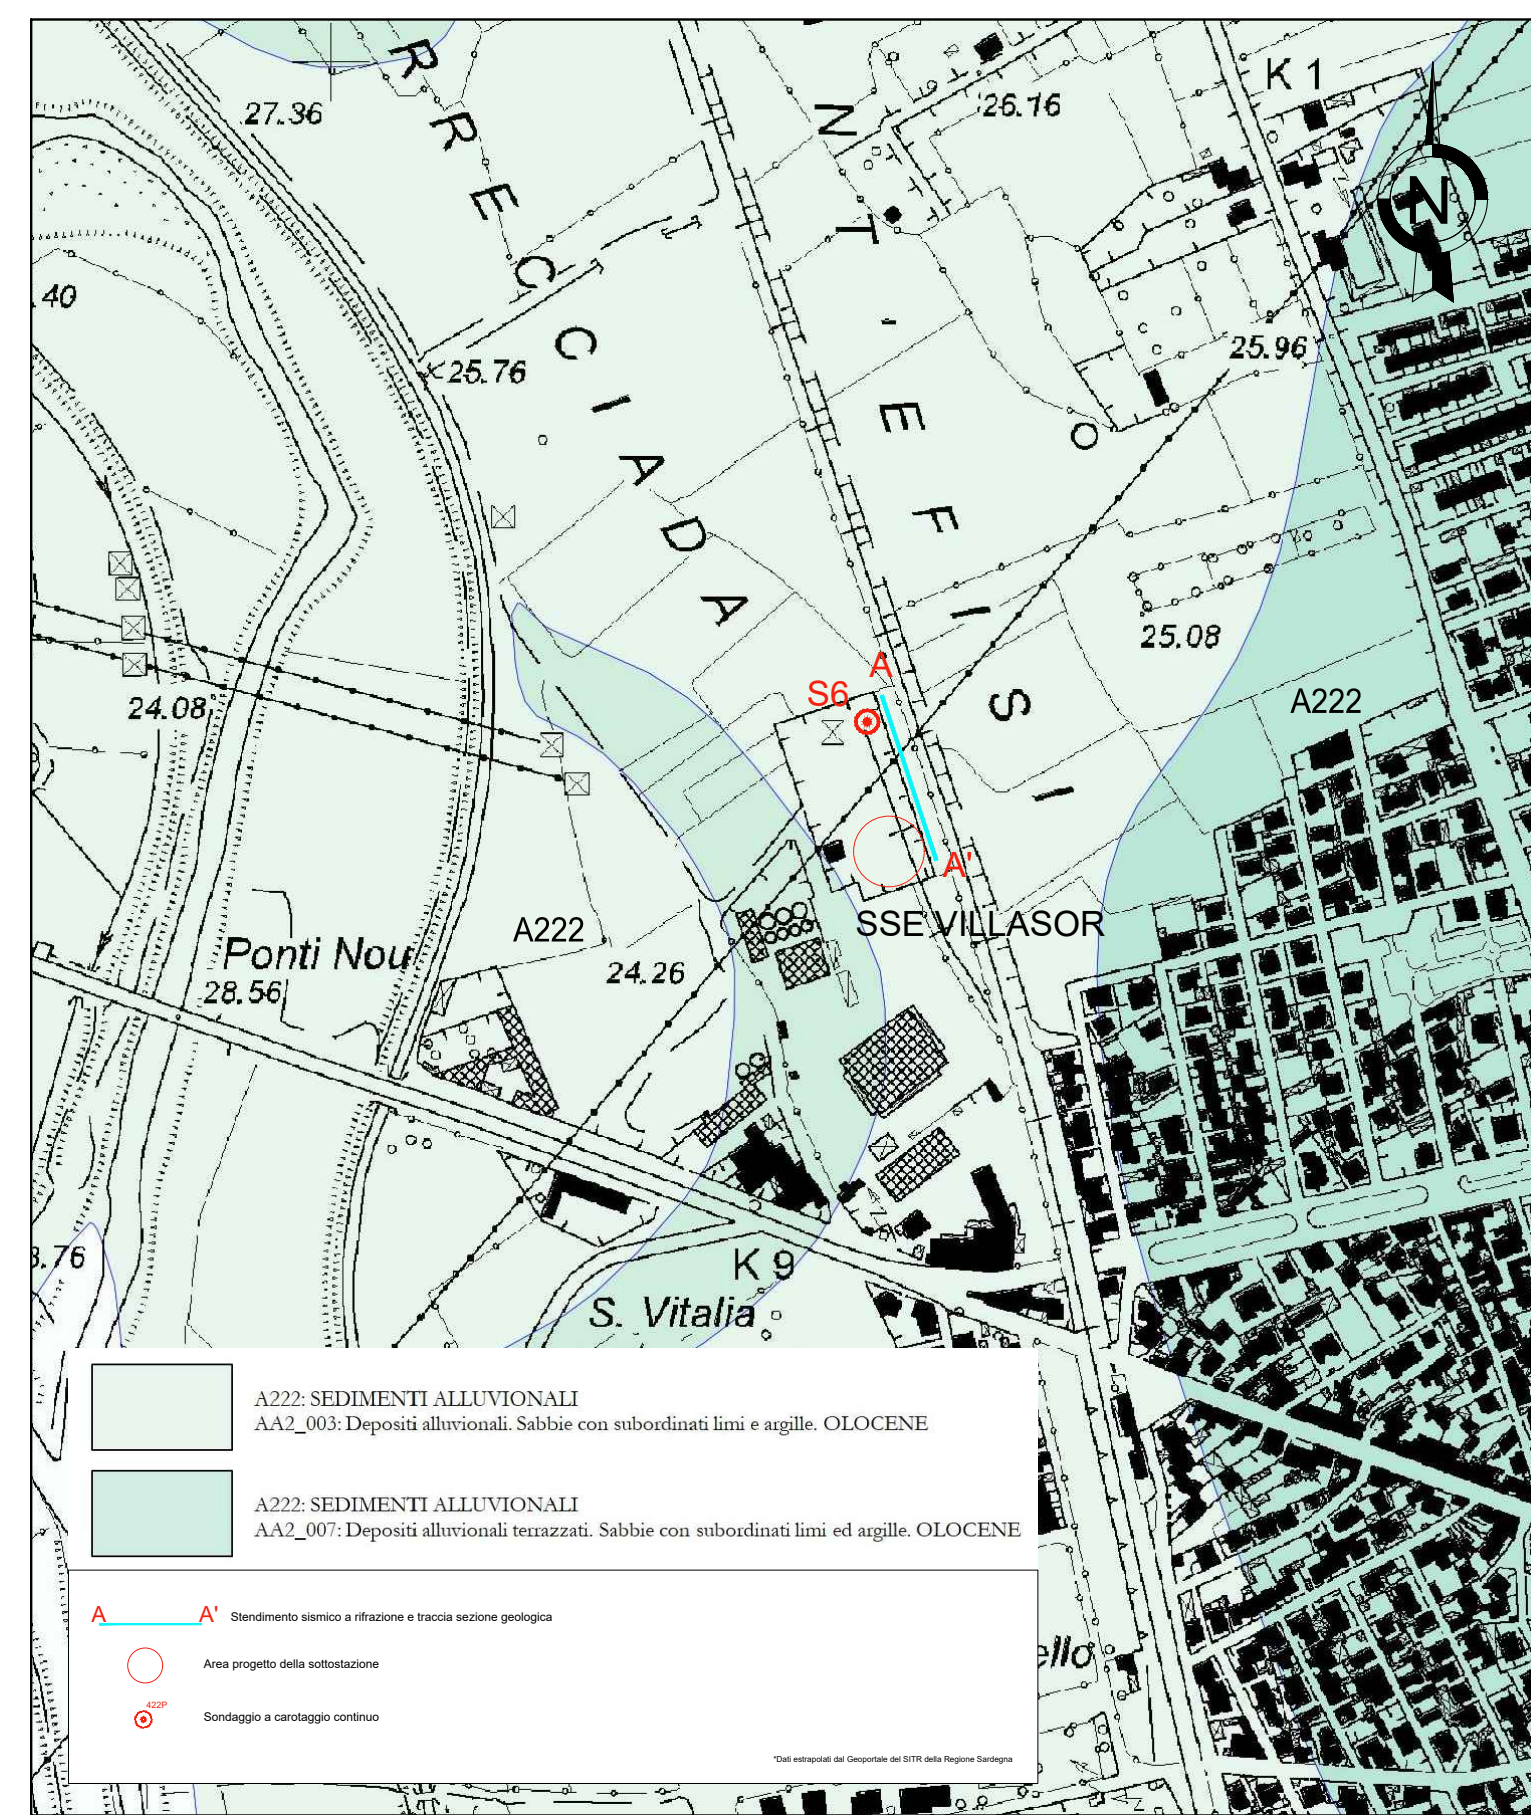 27.36
RRECCIADA
26.16
K 1
N
NT'EFISI
O
.40
25.76
25.96
25.08
24.08
A
S6
A222
A'
SSE VILLASOR
A222
Ponti Nou
28.56
24.26
3.76
K 9
S. Vitalia
A222: SEDIMENTI ALLUVIONALI
AA2_003: Depositi alluvionali. Sabbie con subordinati limi e argille. OLOCENE
A222: SEDIMENTI ALLUVIONALI
AA2_007: Depositi alluvionali terrazzati. Sabbie con subordinati limi ed argille. OLOCENE
A A' Stendimento sismico a rifrazione e traccia sezione geologica
Area progetto della sottostazione
422P
Sondaggio a carotaggio continuo
ello
*Dati estrapolati dal Geoportale del SITR della Regione Sardegna